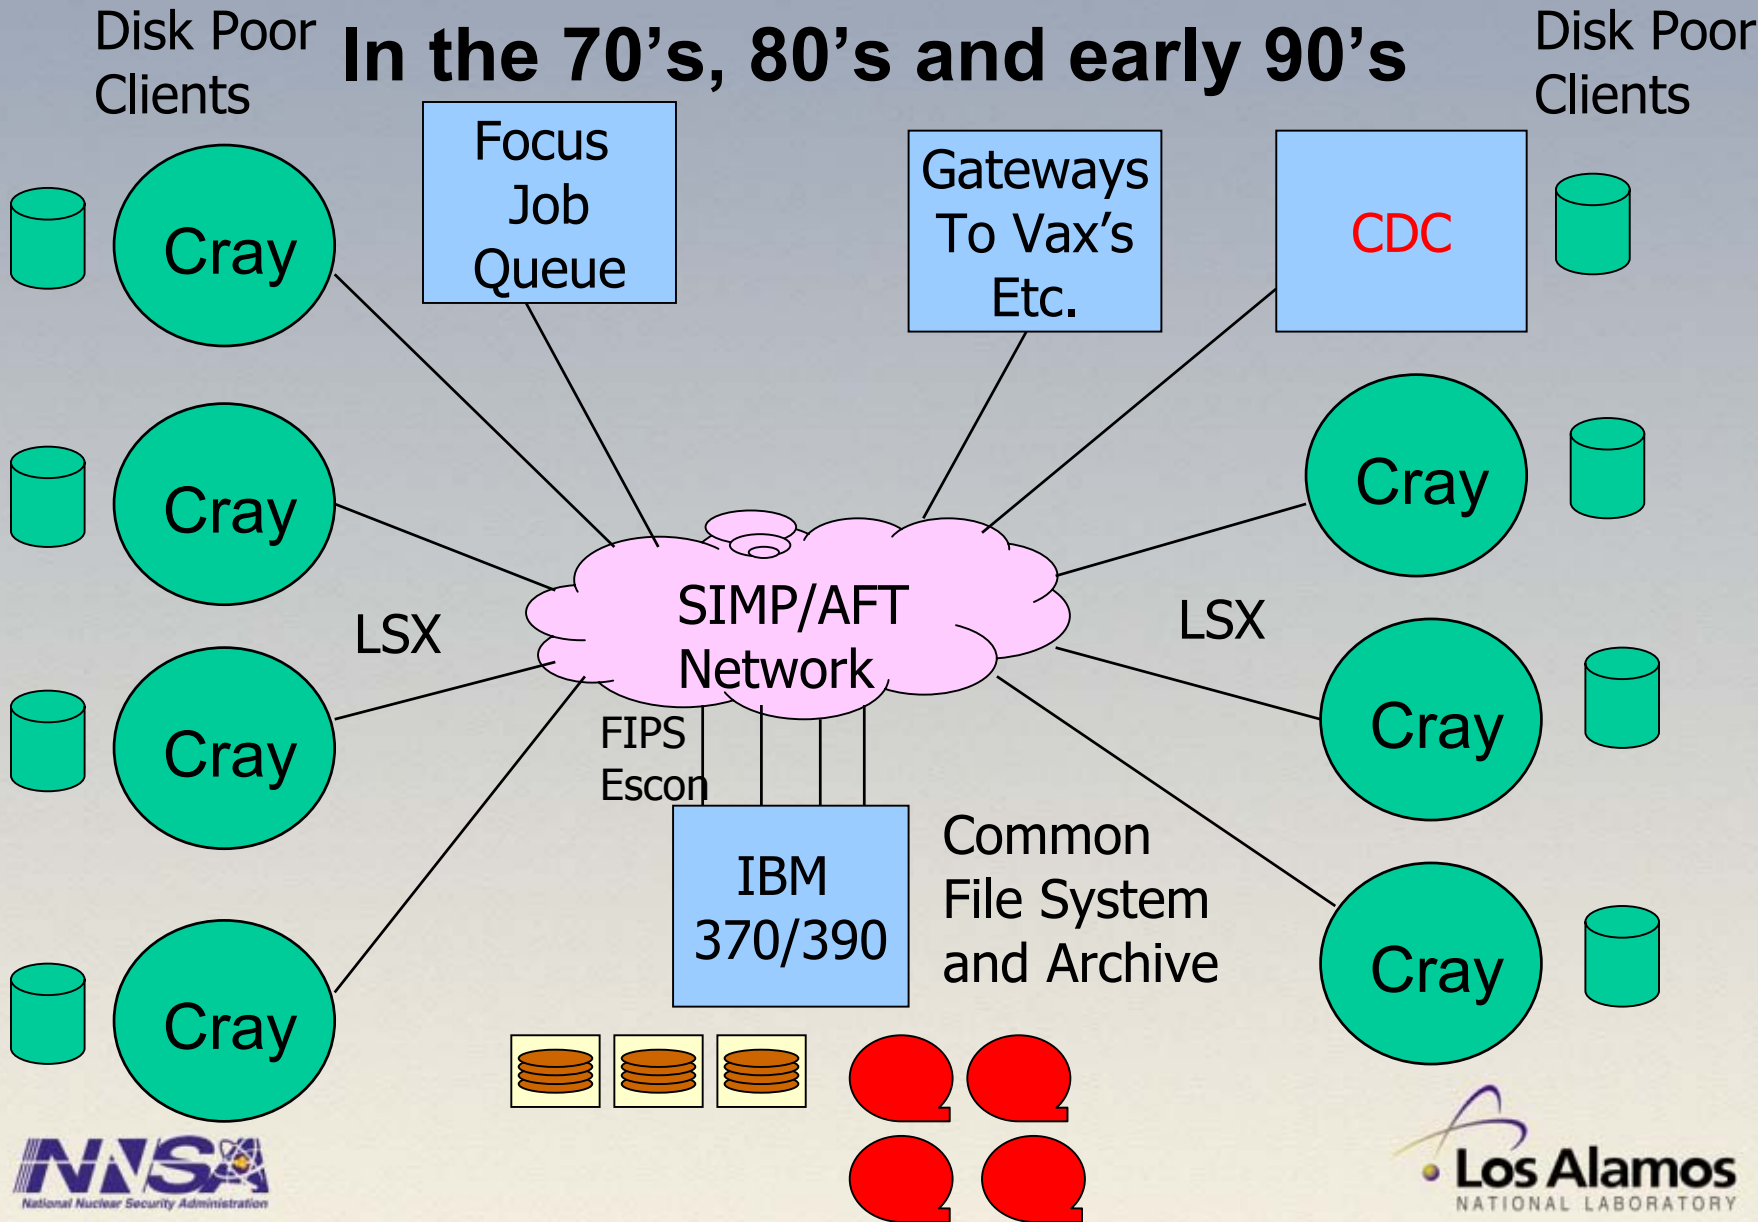 Disk Poor
Clients
In the 70's, 80's and early 90's
Disk Poor
Clients
Focus
Job
Queue
Gateways
To Vax's
Etc.
CDC
Cray
Cray
Cray
Cray
Cray
Cray
Cray
LSX
LSX
SIMP/AFT
Network
FIPS
Escon
IBM
370/390
Common
File System
and Archive
NNSA
National Nuclear Security Administration
Los Alamos
NATIONAL LABORATORY